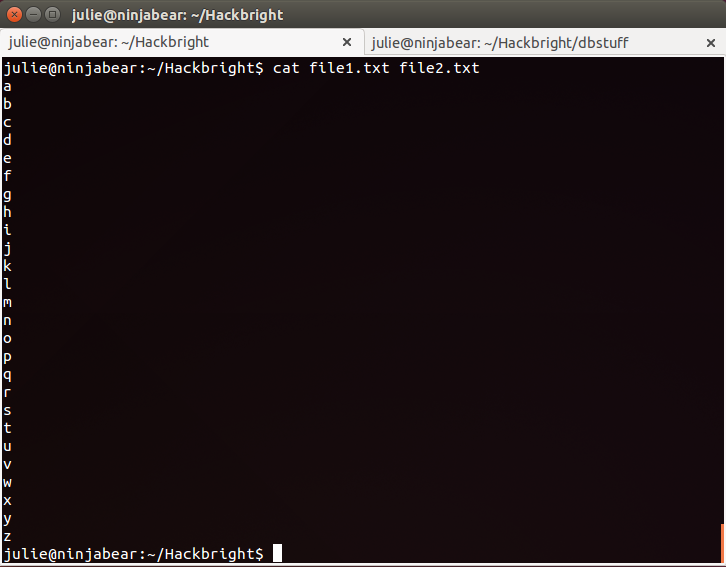 julie@ninjabear: ~/Hackbright
julie@ninjabear: ~/Hackbright
julie@ninjabear: ~/Hackbright/dbstuff
julie@ninjabear:~/Hackbright$ cat file1.txt file2.txt
a
b
c
d
e
f
g
h
i
j
k
l
m
n
o
p
q
r
s
t
u
v
w
x
y
z
julie@ninjabear:~/Hackbright$